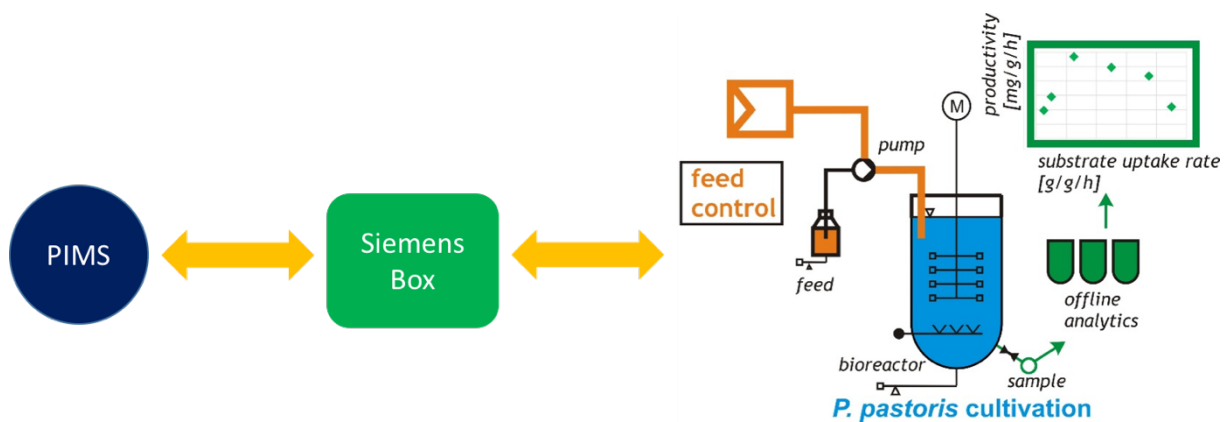 PIMS
Siemens
Box
feed
control
pump
feed
M
bioreactor
sample
P. pastoris cultivation
offline
analytics
productivity
[mg/g/h]
substrate uptake rate
[g/g/h]